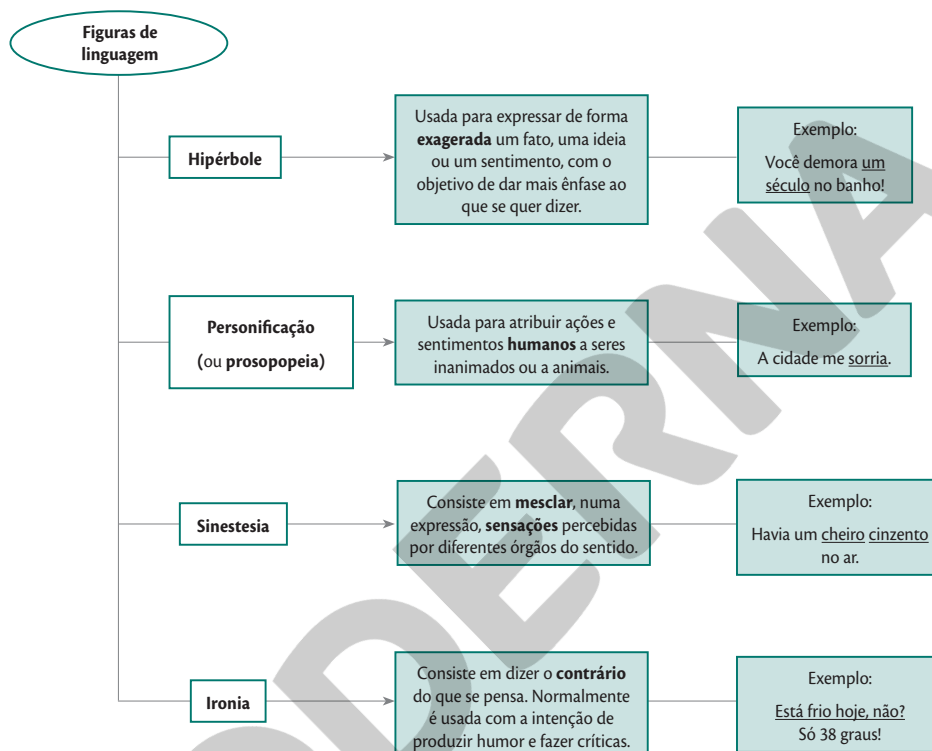 Figuras de
linguagem
Hipérbole
Usada para expressar de forma
exagerada um fato, uma ideia
ou um sentimento, com o
objetivo de dar mais ênfase ao
que se quer dizer.
Exemplo:
Você demora um
século no banho!
Personificação
(ou prosopopeia)
Usada para atribuir ações e
sentimentos humanos a seres
inanimados ou a animais.
Exemplo:
A cidade me sorria.
Sinestesia
Consiste em mesclar, numa
expressão, sensações percebidas
por diferentes órgãos do sentido.
Exemplo:
Havia um cheiro cinzento
no ar.
Ironia
Consiste em dizer o contrário
do que se pensa. Normalmente
é usada com a intenção de
produzir humor e fazer críticas.
Exemplo:
Está frio hoje, não?
Só 38 graus!
ODERNA